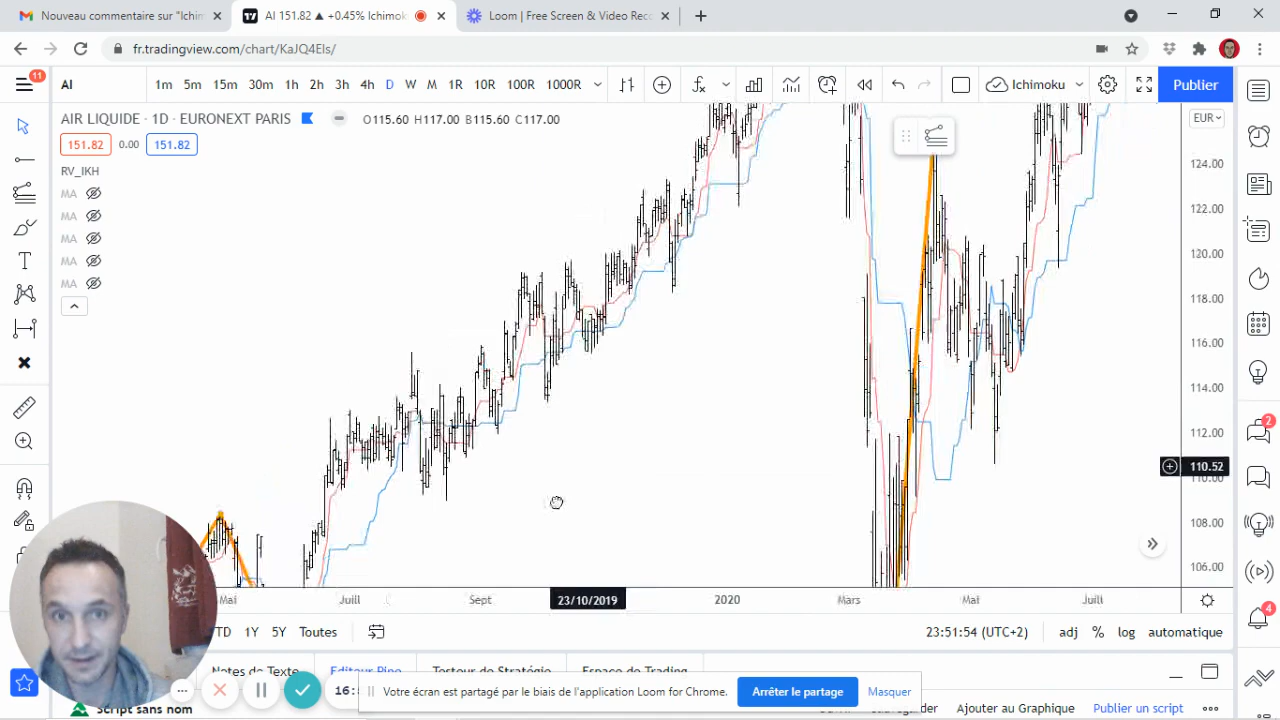 Nouveau commentaire sur "Ichim
AI 151.82 ▲ +0.45% Ichimoku
Loom | Free Screen & Video Rec
fr.tradingview.com/chart/KaJQ4Els/
11
AI
1m 5m 15m 30m 1h 2h 3h 4h D W M 1R 10R 100R 1000R
Ichimoku
Publier
AIR LIQUIDE · 1D · EURONEXT PARIS
O115.60 H117.00 B115.60 C117.00
EUR
151.82 0.00 151.82
RV_IKH
MA
MA
MA
MA
MA
124.00
122.00
120.00
118.00
116.00
114.00
112.00
110.52
110.00
108.00
106.00
2
4
Mai Juill Sept 23/10/2019 2020 Mars Mai Juill
TD 1Y 5Y Toutes
23:51:54 (UTC+2) adj % log automatique
Notes de Texte Editeur Pine Testeur de Stratégie Espace de Trading
Votre écran est partagé par le biais de l'application Loom for Chrome.
Arrêter le partage
Masquer
Script sans nom
Ajouter au Graphique
Publier un script